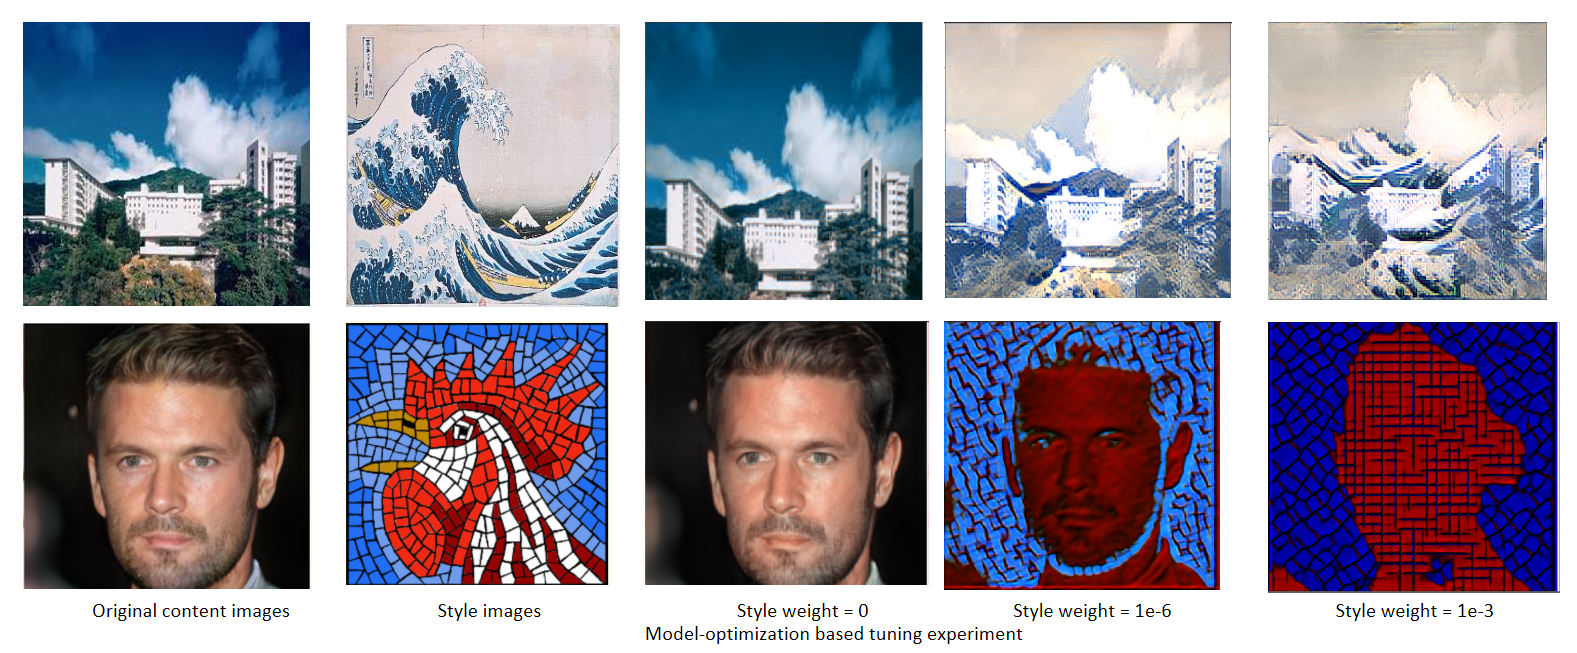 Original content images
Style images
Style weight = 0
Style weight = 1e-6
Style weight = 1e-3
Model-optimization based tuning experiment